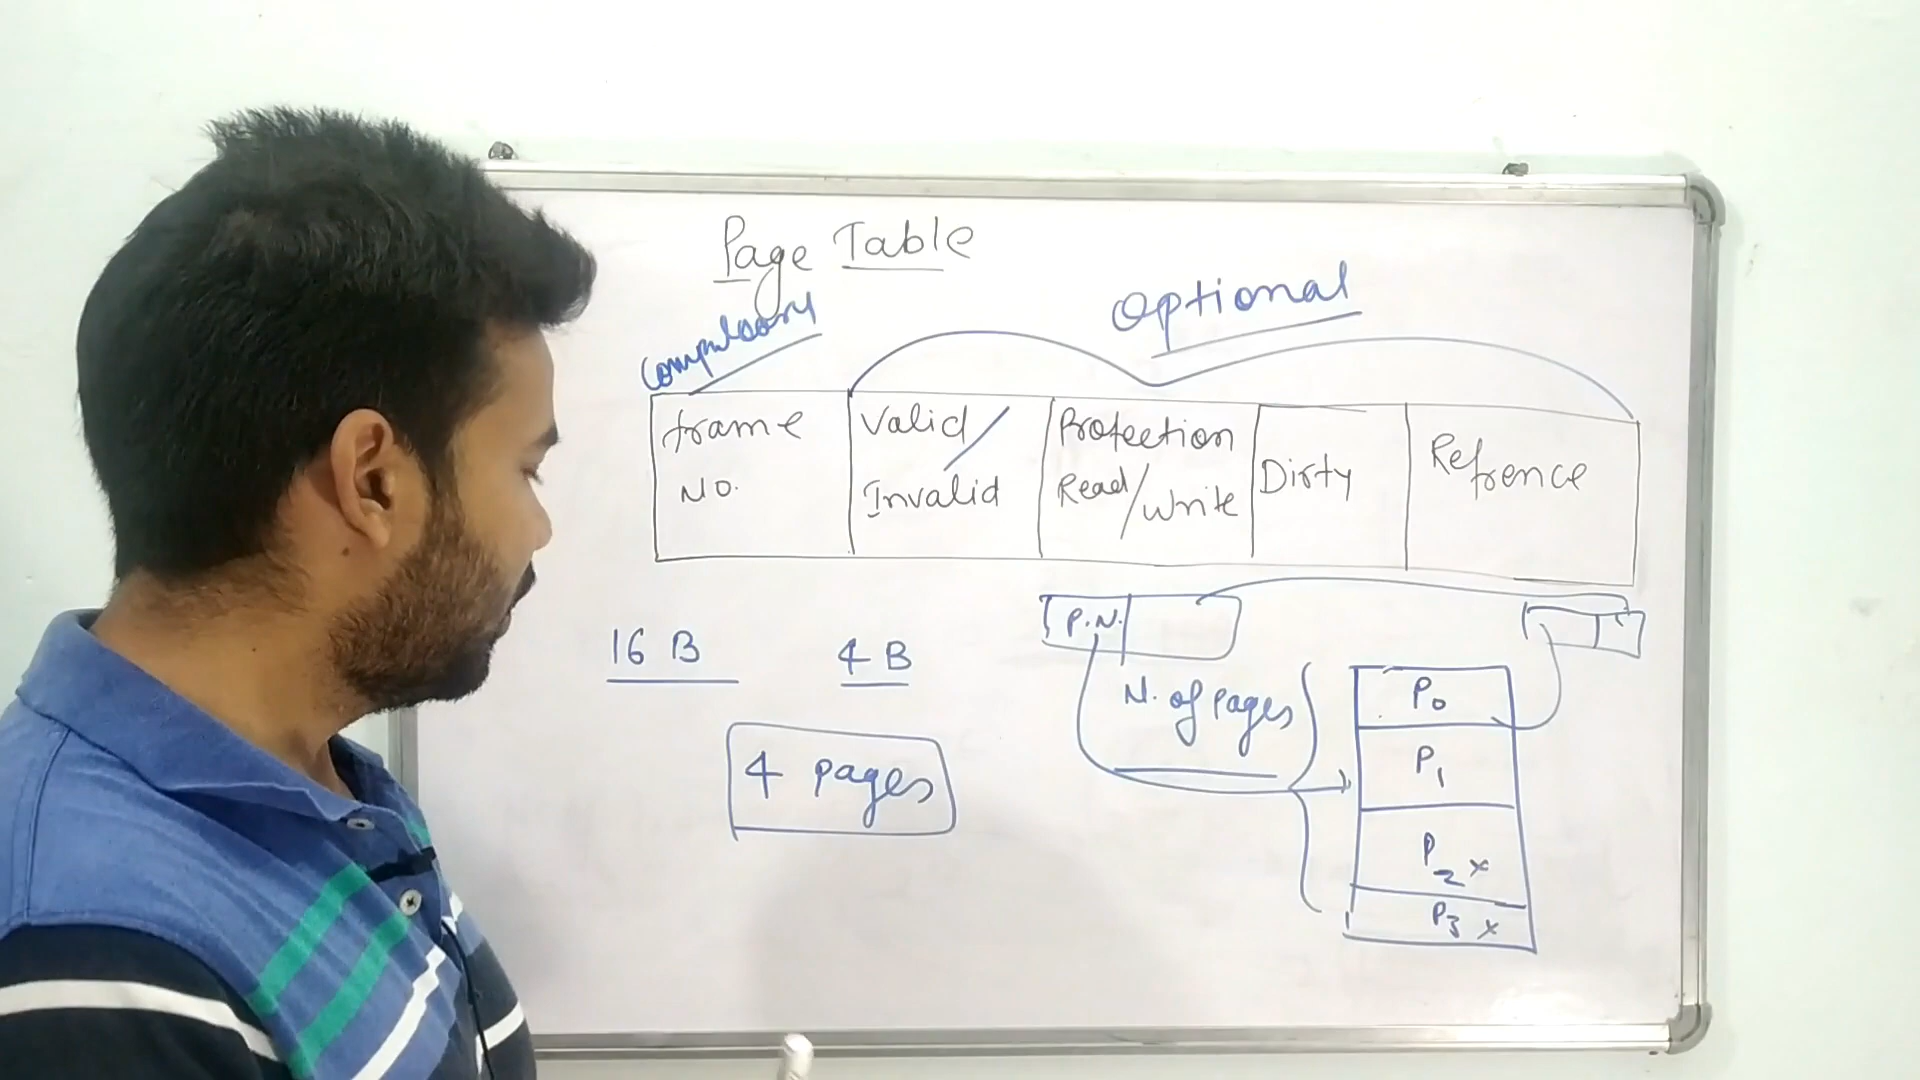 Page Table
Compulsory
Optional
frame No.
Valid/ Invalid
Protection Read/Write
Dirty
Refrence
16 B
4 B
P.N.
N. of pages
4 pages
P0
P1
P2 x
P3 x